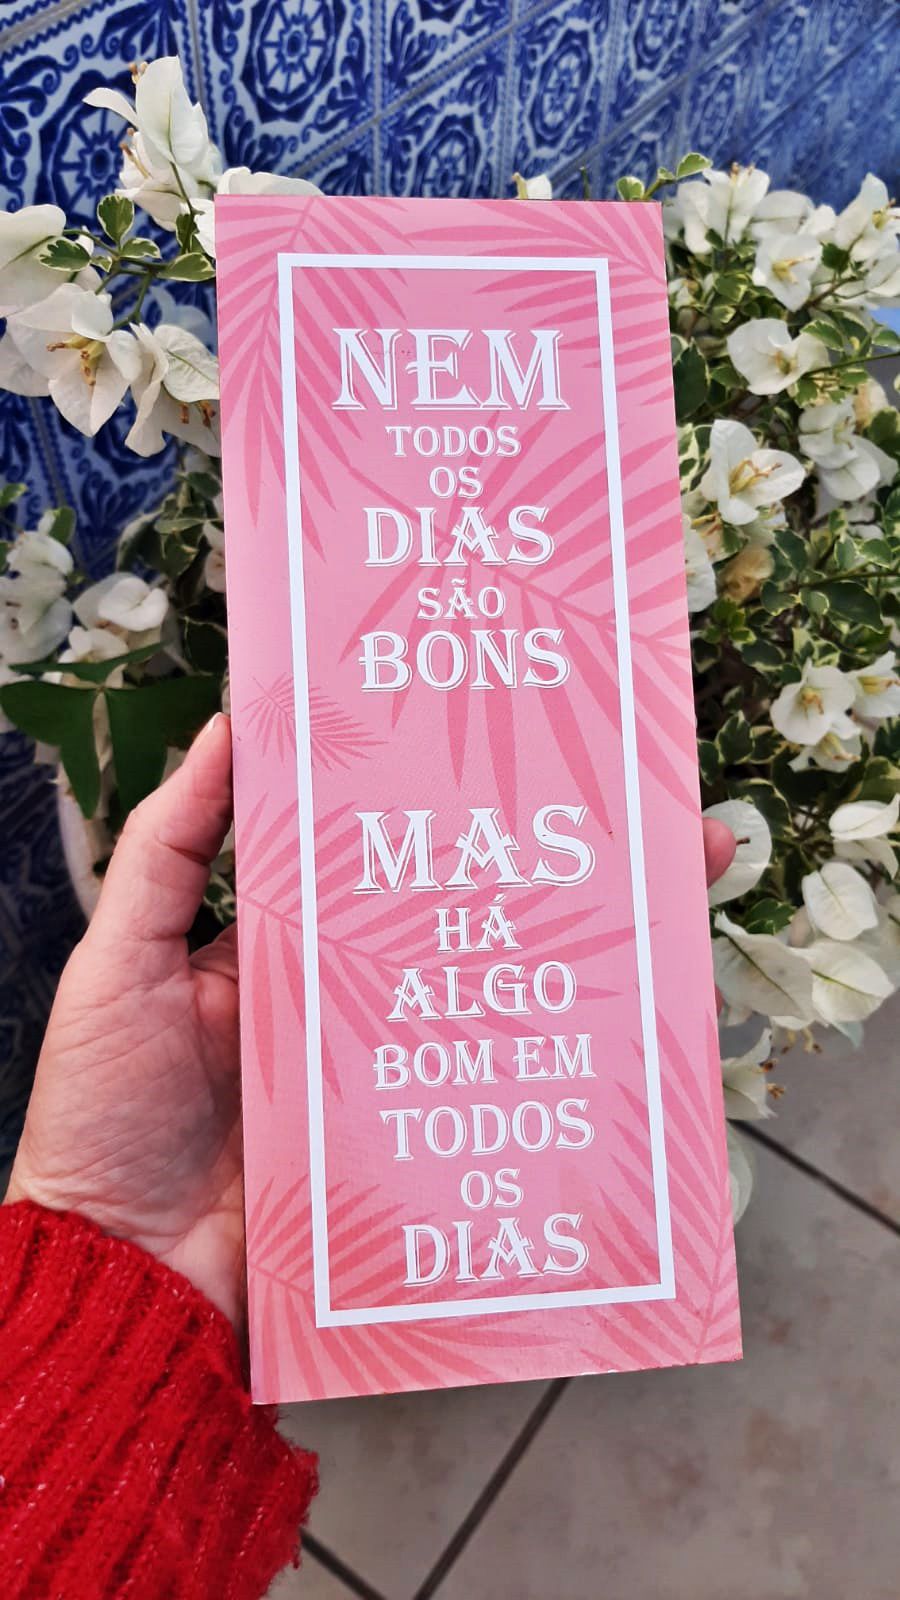 NEM
TODOS
OS
DIAS
SÃO
BONS
MAS
HÁ
ALGO
BOM EM
TODOS
OS
DIAS